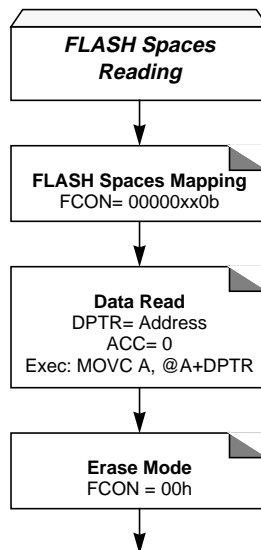 FLASH Spaces
Reading
FLASH Spaces Mapping
FCON= 00000xx0b
Data Read
DPTR= Address
ACC= 0
Exec: MOVC A, @A+DPTR
Erase Mode
FCON = 00h